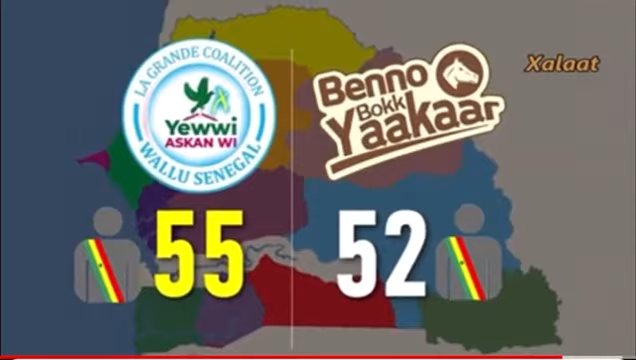 LA GRANDE COALITION
Yewwi
ASKAN WI
WALLU SENEGAL
Benno
Bokk
Yaakaar
Xalaat
55
52